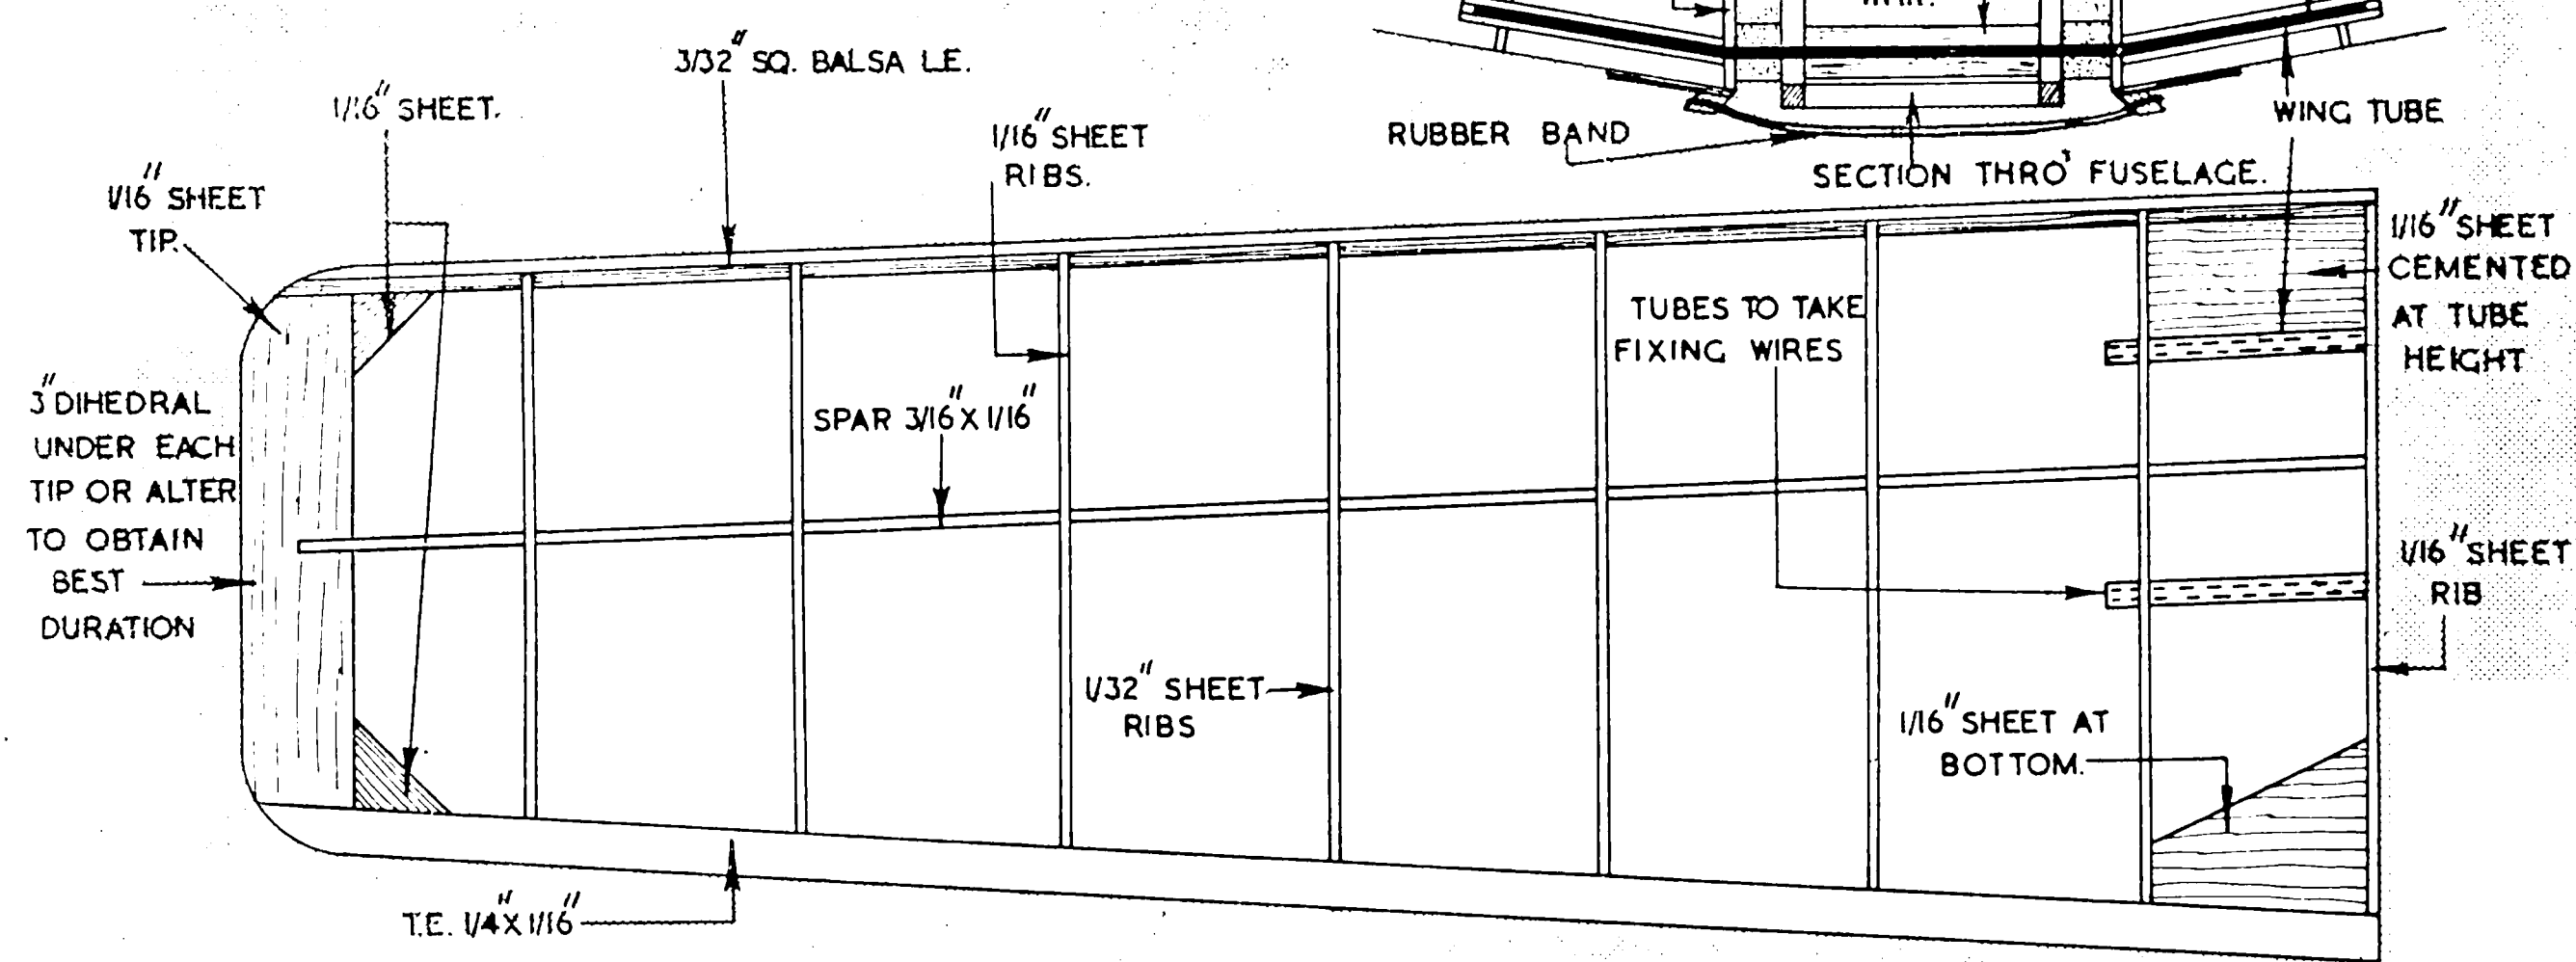 3/32" SQ. BALSA L.E.
1/16" SHEET.
1/16" SHEET
RIBS.
RUBBER BAND
WING TUBE
SECTION THRO' FUSELAGE.
1/16" SHEET
TIP.
1/16" SHEET
CEMENTED
AT TUBE
HEIGHT
TUBES TO TAKE
FIXING WIRES
3" DIHEDRAL
UNDER EACH
TIP OR ALTER
TO OBTAIN
BEST
DURATION
SPAR 3/16" X 1/16"
1/16" SHEET
RIB
1/32" SHEET
RIBS
1/16" SHEET AT
BOTTOM.
T.E. 1/4" X 1/16"